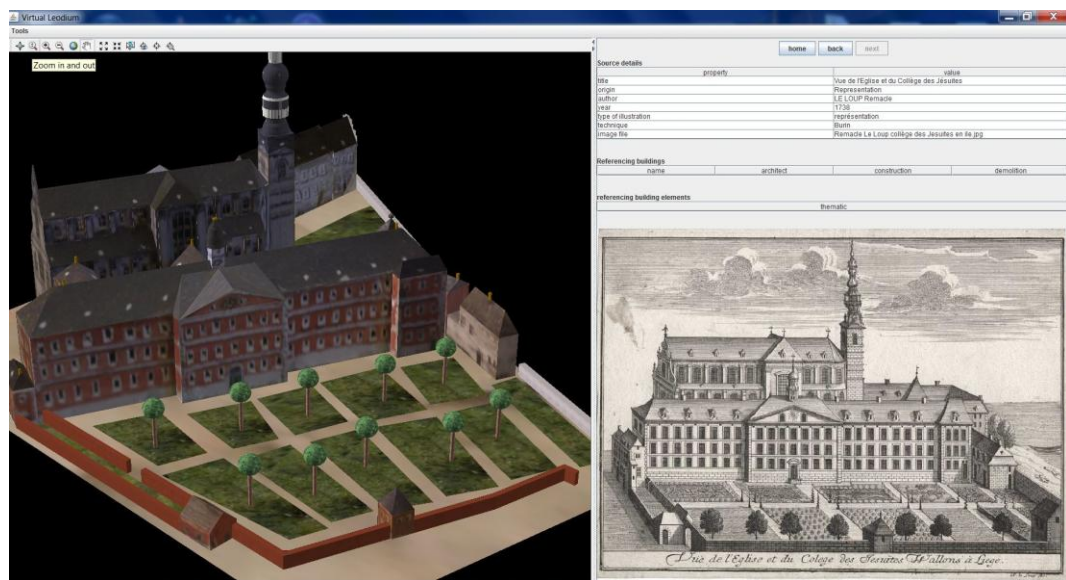 Virtual Leodium
Tools
Zoom in and out
home back next
Source details
property value
title Vue de l'Eglise et du Collège des Jésuites
origin Representation
author LE LOUP Remacle
year 1738
type of illustration représentation
technique Burin
image file Remacle Le Loup collège des Jesuites en ile.jpg
Referencing buildings
name architect construction demolition
referencing building elements
thematic
Vuë de l'Eglise et du Colege des Jesuites Wallons à Liege.